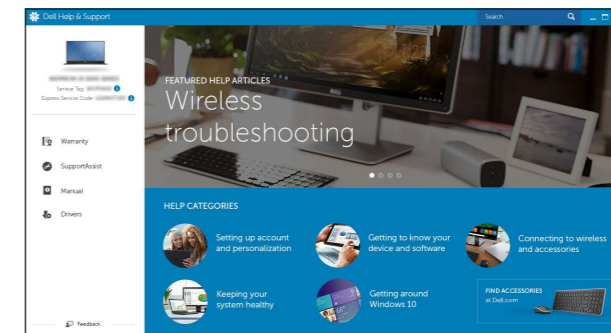 Dell Help & Support
Search
Service Tag
Express Service Code
Warranty
SupportAssist
Manual
Drivers
Feedback
FEATURED HELP ARTICLES
Wireless
troubleshooting
HELP CATEGORIES
Setting up account
and personalization
Getting to know your
device and software
Connecting to wireless
and accessories
Keeping your
system healthy
Getting around
Windows 10
FIND ACCESSORIES
at Dell.com